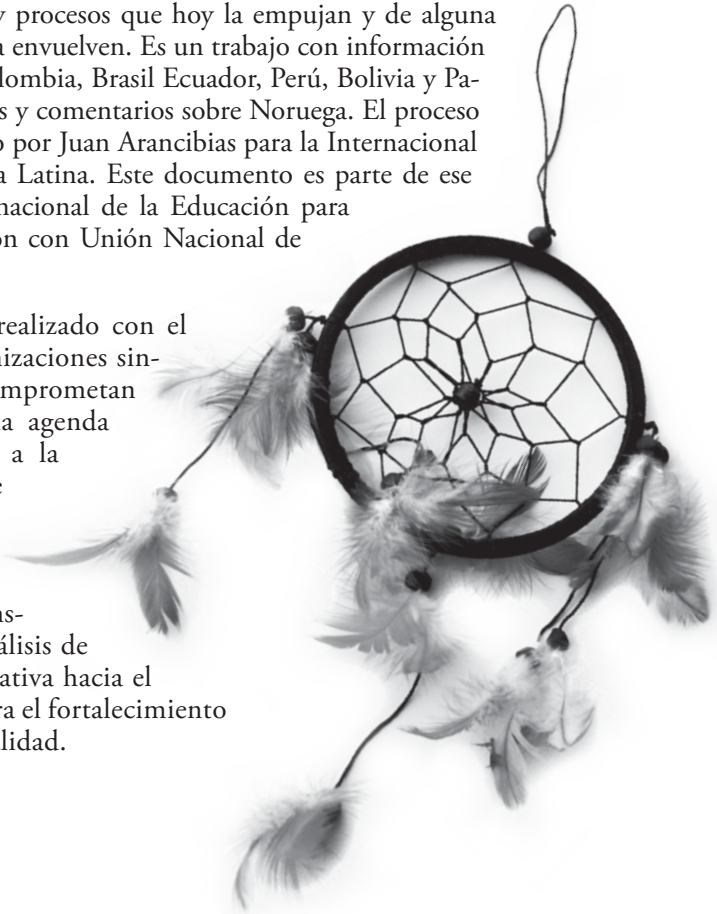 y procesos que hoy la empujan y de alguna
a envuelven. Es un trabajo con información
lombia, Brasil Ecuador, Perú, Bolivia y Pa-
s y comentarios sobre Noruega. El proceso
o por Juan Arancibias para la Internacional
a Latina. Este documento es parte de ese
nacional de la Educación para
ón con Unión Nacional de
realizado con el
nizaciones sin-
mprometan
a agenda
a la
e
ns-
álisis de
ativa hacia el
ra el fortalecimiento
lidad.